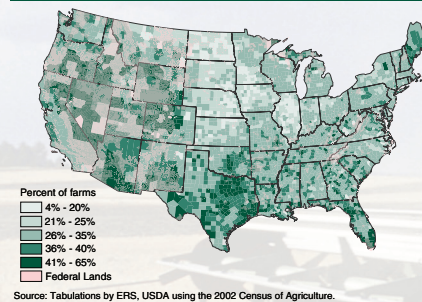 Percent of farms
4% - 20%
21% - 25%
26% - 35%
36% - 40%
41% - 65%
Federal Lands
Source: Tabulations by ERS, USDA using the 2002 Census of Agriculture.